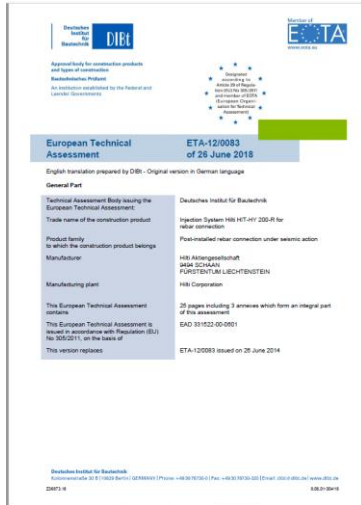 Deutsches
Institut
für
Bautechnik
DIBt
Approval body for construction products
and types of construction
Bautechnisches Prüfamt
An institution established by the Federal and
Laender Governments
Member of
EOTA
www.eota.eu
Designated
according to
Article 29 of Regula-
tion (EU) No 305/2011
and member of EOTA
(European Organi-
sation for Technical
Assessment)
European Technical
Assessment
ETA-12/0083
of 26 June 2018
English translation prepared by DIBt - Original version in German language
General Part
Technical Assessment Body issuing the
European Technical Assessment:
Deutsches Institut für Bautechnik
Trade name of the construction product
Injection System Hilti HIT-HY 200-R for
rebar connection
Product family
to which the construction product belongs
Post-installed rebar connection under seismic action
Manufacturer
Hilti Aktiengesellschaft
9494 SCHAAN
FÜRSTENTUM LIECHTENSTEIN
Manufacturing plant
Hilti Corporation
This European Technical Assessment
contains
26 pages including 3 annexes which form an integral part
of this assessment
This European Technical Assessment is
issued in accordance with Regulation (EU)
No 305/2011, on the basis of
EAD 331522-00-0601
This version replaces
ETA-12/0083 issued on 26 June 2014
Deutsches Institut für Bautechnik